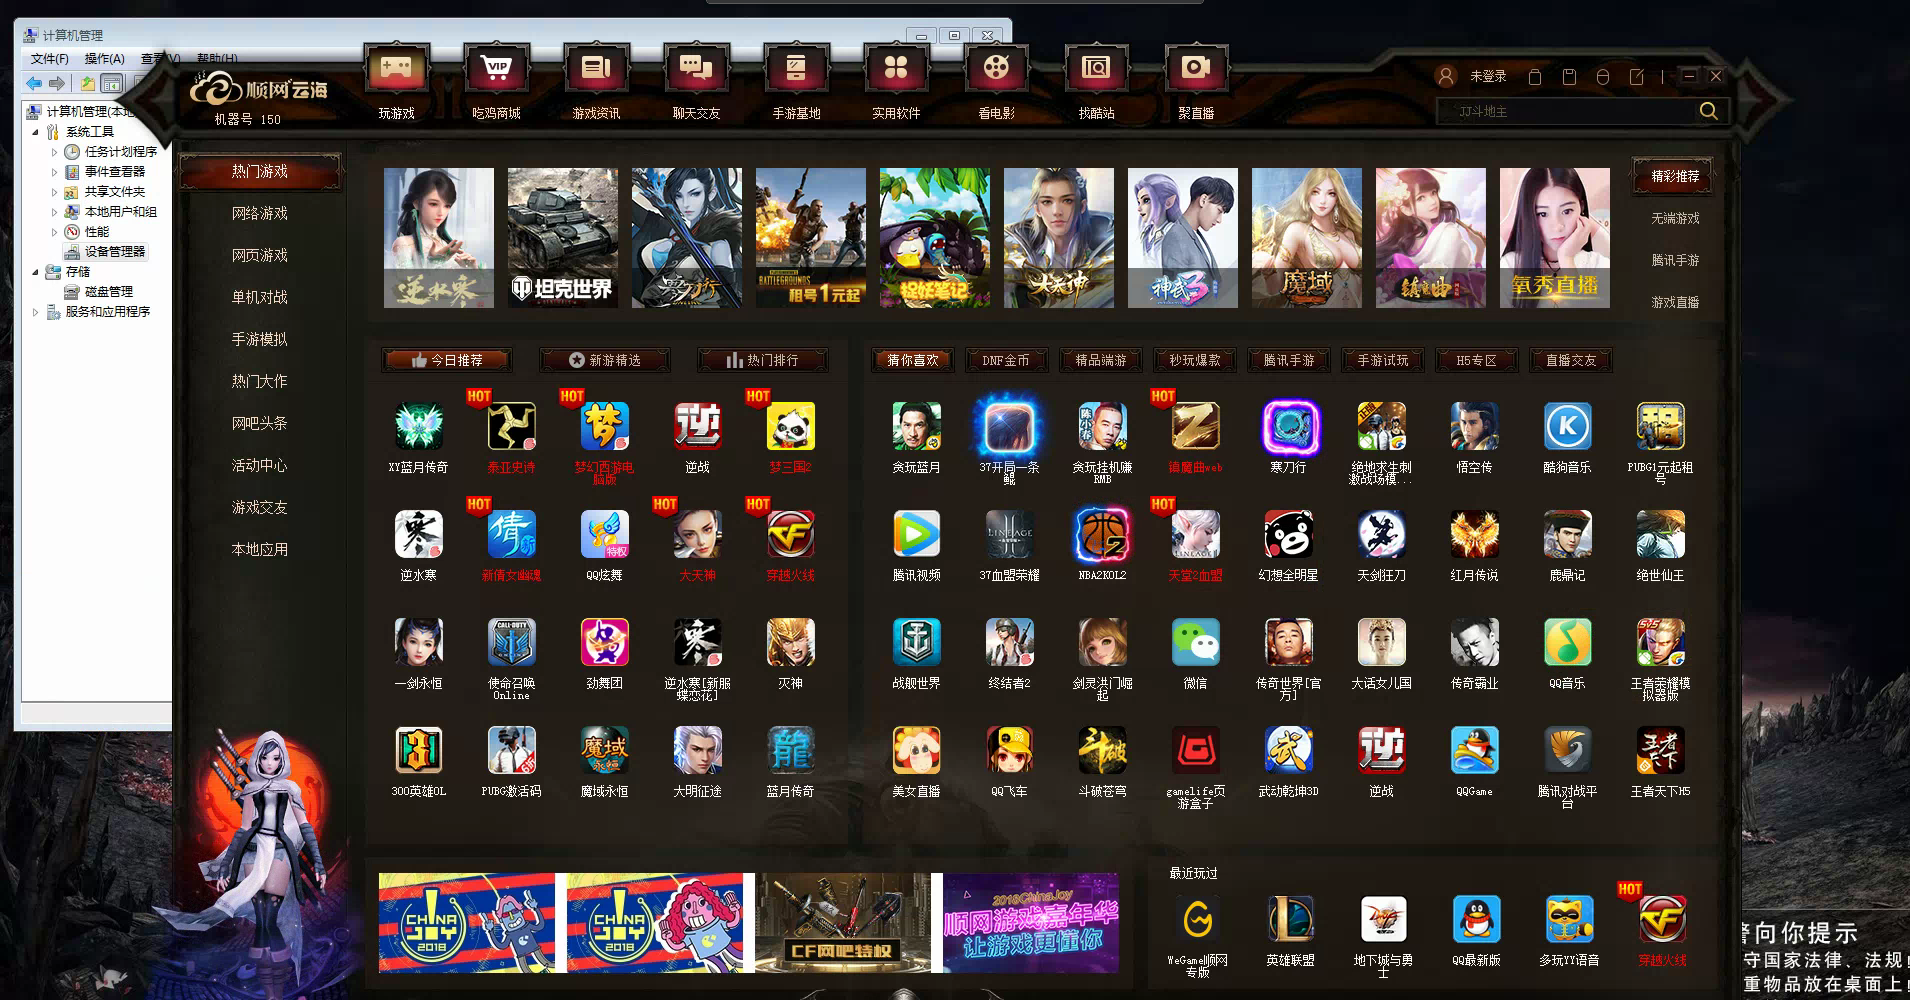 计算机管理
文件(F) 操作(A) 查看(V) 帮助(H)
计算机管理(本地
系统工具
任务计划程序
事件查看器
共享文件夹
本地用户和组
性能
设备管理器
存储
磁盘管理
服务和应用程序
顺网云海
机器号 150
玩游戏
VIP
吃鸡商城
游戏资讯
聊天交友
手游基地
实用软件
看电影
找酷站
聚直播
未登录
JJ斗地主
热门游戏
网络游戏
网页游戏
单机对战
手游模拟
热门大作
网吧头条
活动中心
游戏交友
本地应用
逆水寒
坦克世界
寒刀行
BATTLEGROUNDS
租号1元起
捉妖笔记
大天神
神武3
魔域
镇魔曲
氧秀直播
精彩推荐
无端游戏
腾讯手游
游戏直播
今日推荐 新游精选 热门排行
猜你喜欢 DNF金币 精品端游 秒玩爆款 腾讯手游 手游试玩 H5专区 直播交友
XY蓝月传奇 泰亚史诗 梦幻西游电脑版 逆战 梦三国2
逆水寒 新倩女幽魂 QQ炫舞 大天神 穿越火线
一剑永恒 使命召唤Online 劲舞团 逆水寒[新服蝶恋花] 灭神
300英雄OL PUBG激活码 魔域永恒 大明征途 蓝月传奇
贪玩蓝月 37开局一条鲲 贪玩挂机赚RMB 镇魔曲web 寒刀行 绝地求生刺激战场模... 悟空传 酷狗音乐 PUBG1元起租号
腾讯视频 37血盟荣耀 NBA2KOL2 天堂2血盟 幻想全明星 天剑狂刀 红月传说 鹿鼎记 绝世仙王
战舰世界 终结者2 剑灵洪门崛起 微信 传奇世界[官方] 大话女儿国 传奇霸业 QQ音乐 王者荣耀模拟器版
美女直播 QQ飞车 斗破苍穹 gamelife页游盒子 武动乾坤3D 逆战 QQGame 腾讯对战平台 王者天下H5
CHINA JOY 2018
CHINA JOY 2018
CF网吧特权
2018ChinaJoy
顺网游戏嘉年华
让游戏更懂你
最近玩过
HOT
WeGame|顺网专版 英雄联盟 地下城与勇士 QQ最新版 多玩YY语音 穿越火线
向你提示
守国家法律、法规
重物品放在桌面上